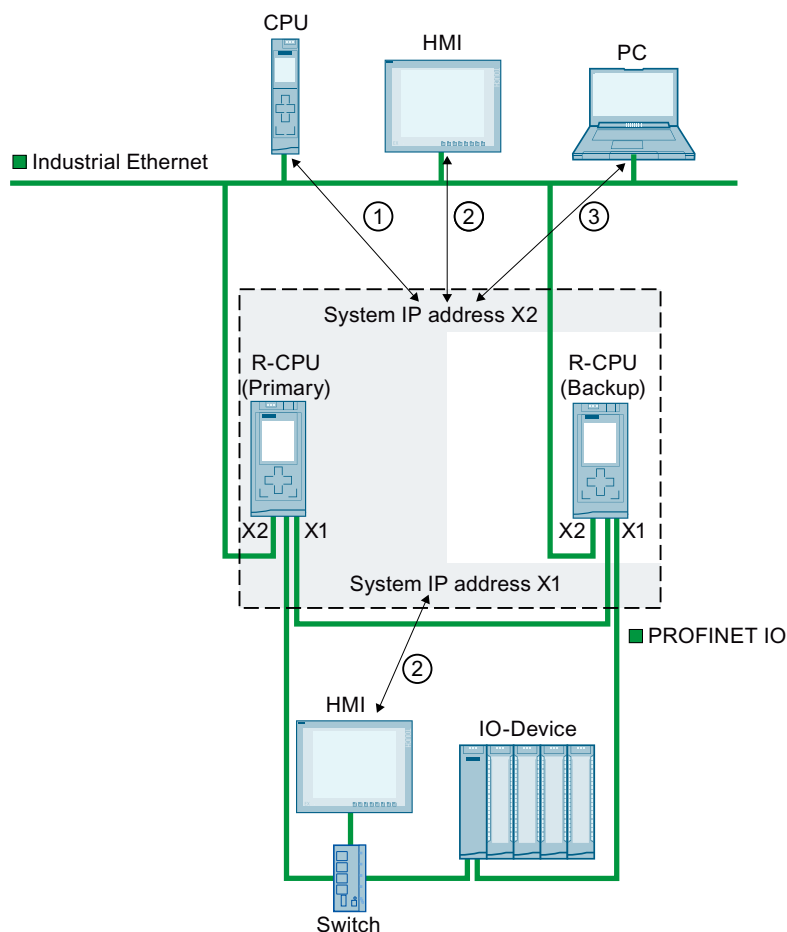 CPU
HMI
PC
Industrial Ethernet
1
2
3
System IP address X2
R-CPU
(Primary)
R-CPU
(Backup)
X2
X1
X2
X1
System IP address X1
PROFINET IO
2
HMI
IO-Device
Switch